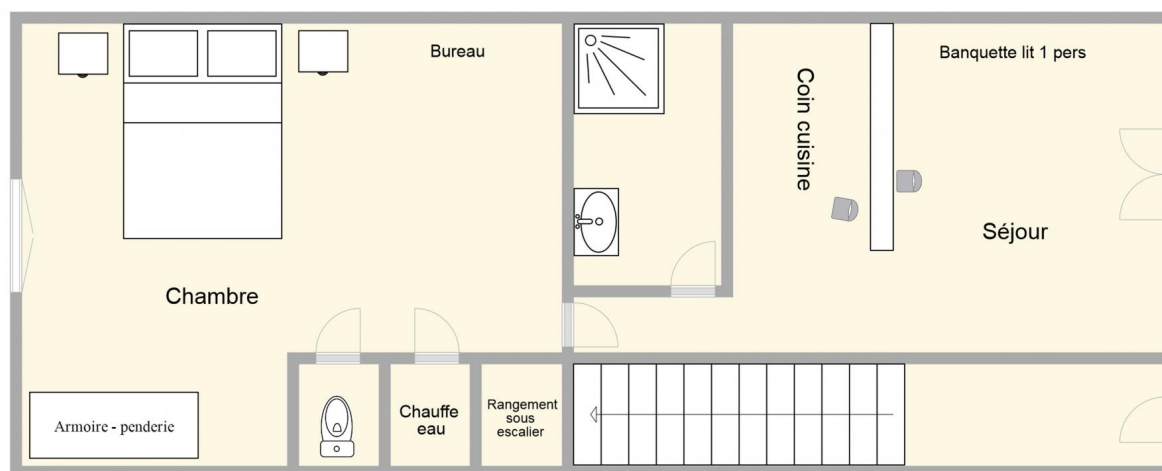 Bureau
Banquette lit 1 pers
Coin cuisine
Séjour
Chambre
Armoire - penderie
Chauffe
eau
Rangement
sous
escalier